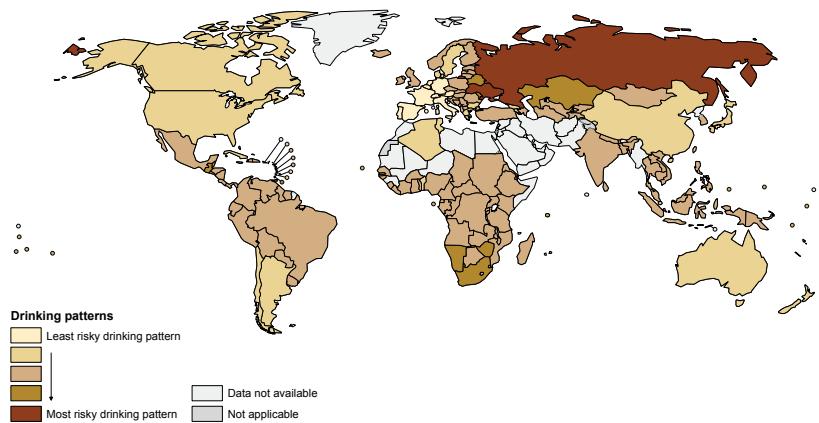 Drinking patterns
Least risky drinking pattern
Most risky drinking pattern
Data not available
Not applicable